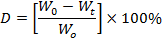 D = [W₀ − Wₜ / Wₒ] × 100%